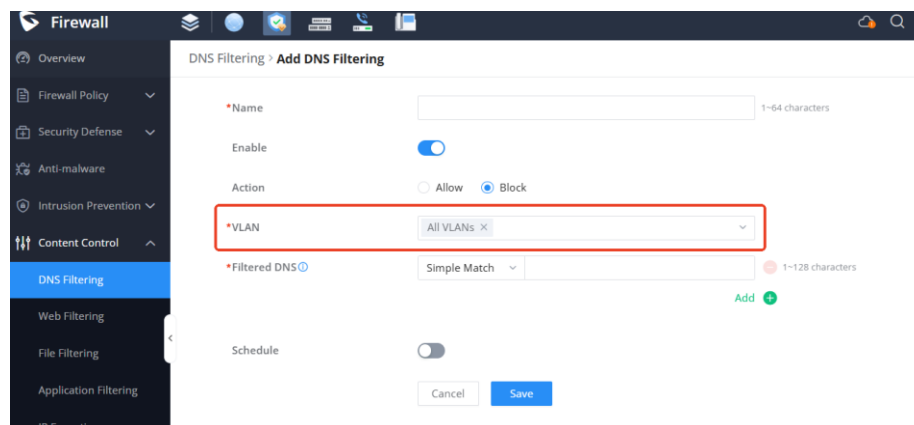 Firewall
Overview
Firewall Policy
Security Defense
Anti-malware
Intrusion Prevention
Content Control
DNS Filtering
Web Filtering
File Filtering
Application Filtering
DNS Filtering > Add DNS Filtering
*Name
1~64 characters
Enable
Action
Allow Block
*VLAN
All VLANs ×
*Filtered DNS
Simple Match
1~128 characters
Add
Schedule
Cancel Save